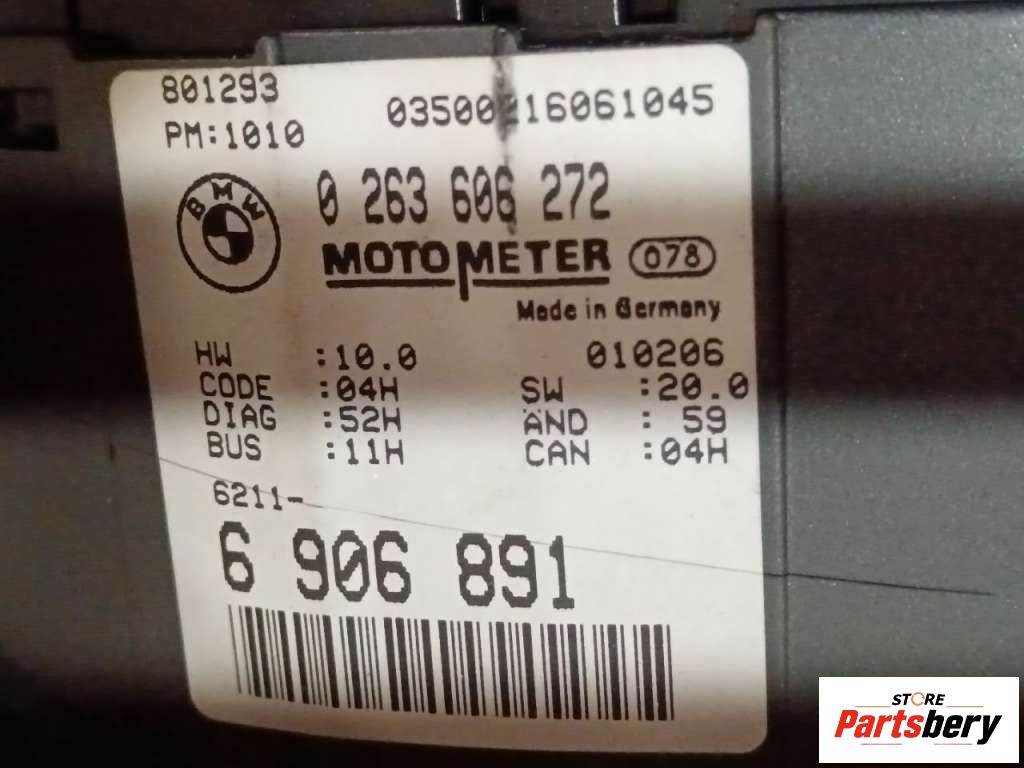 801293
03500216061045
PM:1010
BMW
0 263 606 272
MOTOMETER 078
Made in Germany
HW :10.0 010206
CODE :04H SW :20.0
DIAG :52H AND : 59
BUS :11H CAN :04H
6211-
6 906 891
STORE
Partsbery